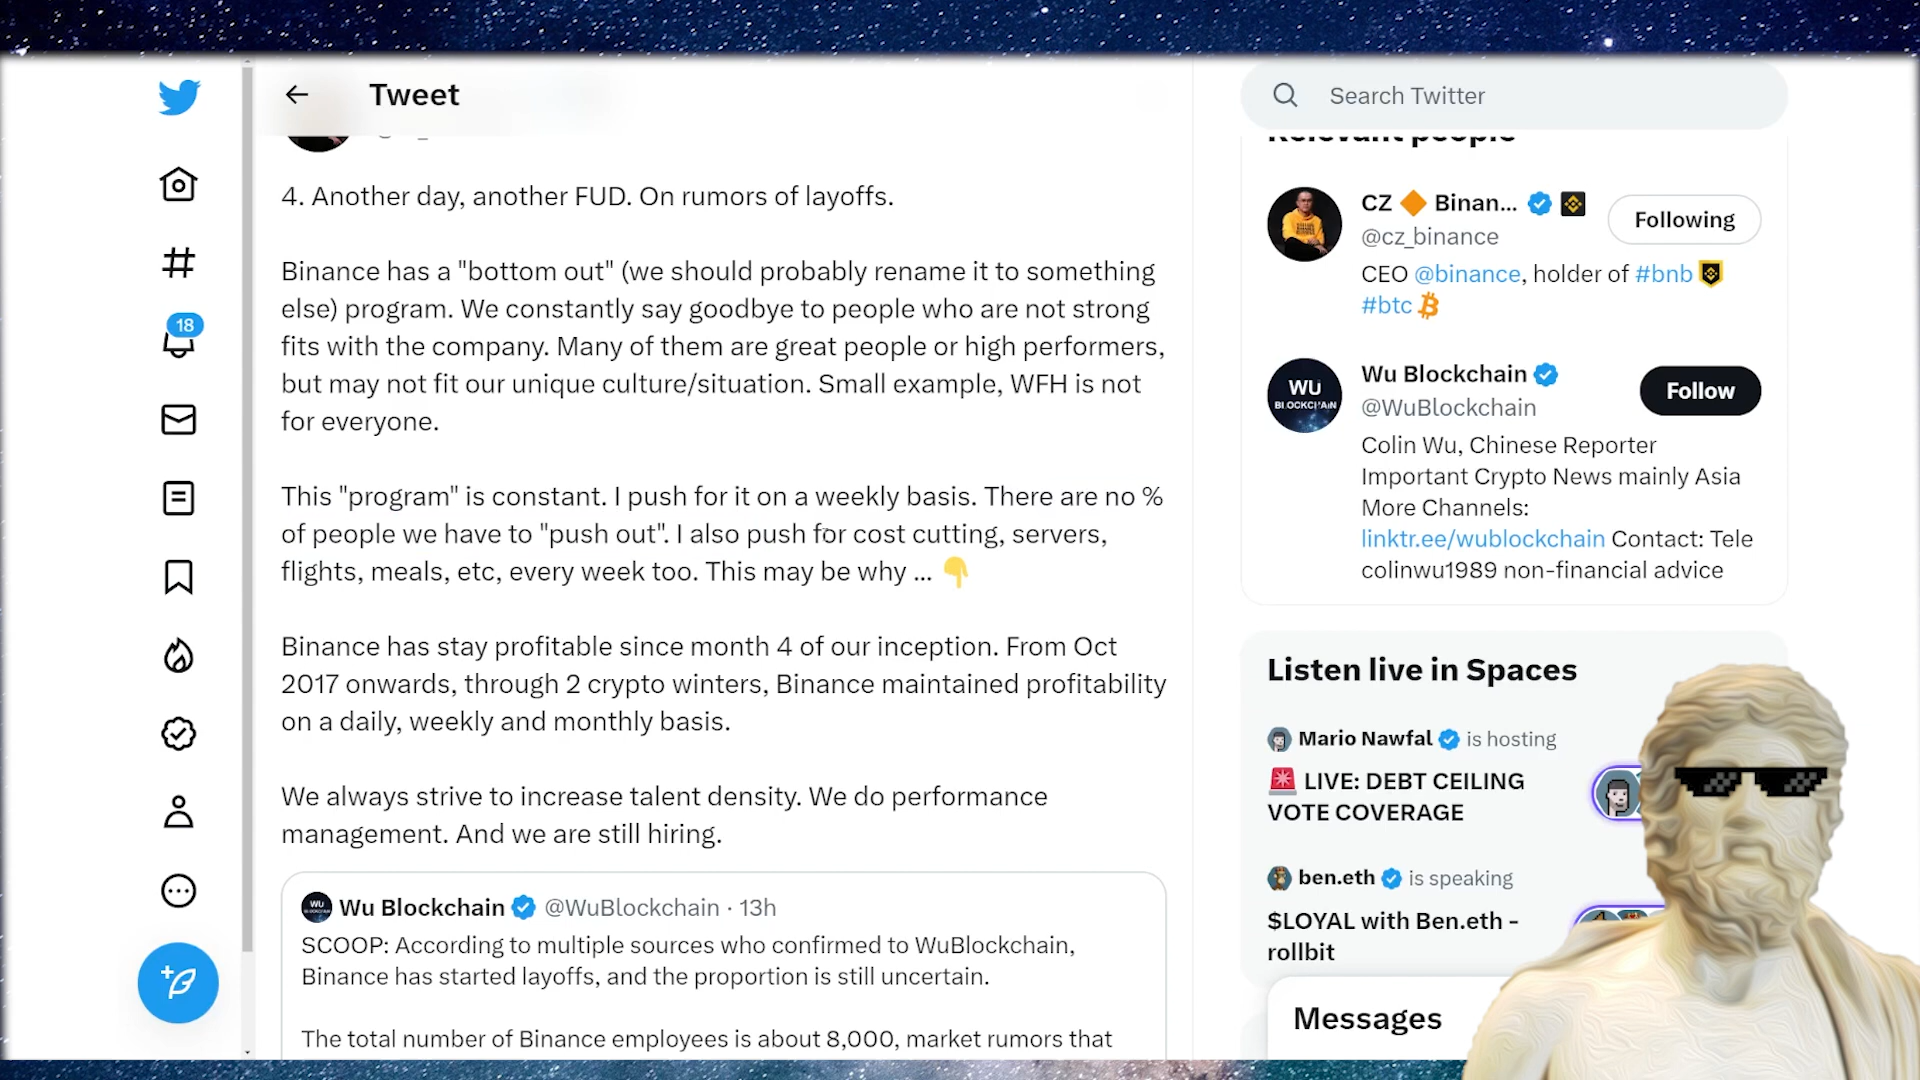 Tweet
4. Another day, another FUD. On rumors of layoffs.
Binance has a "bottom out" (we should probably rename it to something
else) program. We constantly say goodbye to people who are not strong
fits with the company. Many of them are great people or high performers,
but may not fit our unique culture/situation. Small example, WFH is not
for everyone.
This "program" is constant. I push for it on a weekly basis. There are no %
of people we have to "push out". I also push for cost cutting, servers,
flights, meals, etc, every week too. This may be why ... 👇
Binance has stay profitable since month 4 of our inception. From Oct
2017 onwards, through 2 crypto winters, Binance maintained profitability
on a daily, weekly and monthly basis.
We always strive to increase talent density. We do performance
management. And we are still hiring.
Wu Blockchain @WuBlockchain · 13h
SCOOP: According to multiple sources who confirmed to WuBlockchain,
Binance has started layoffs, and the proportion is still uncertain.
The total number of Binance employees is about 8,000, market rumors that
18
Search Twitter
Relevant people
CZ 🔶 Binan...
@cz_binance
Following
CEO @binance, holder of #bnb
#btc
WU
BLOCKCHAIN
Wu Blockchain
@WuBlockchain
Follow
Colin Wu, Chinese Reporter
Important Crypto News mainly Asia
More Channels:
linktr.ee/wublockchain Contact: Tele
colinwu1989 non-financial advice
Listen live in Spaces
Mario Nawfal is hosting
🚨 LIVE: DEBT CEILING
VOTE COVERAGE
ben.eth is speaking
$LOYAL with Ben.eth -
rollbit
Messages